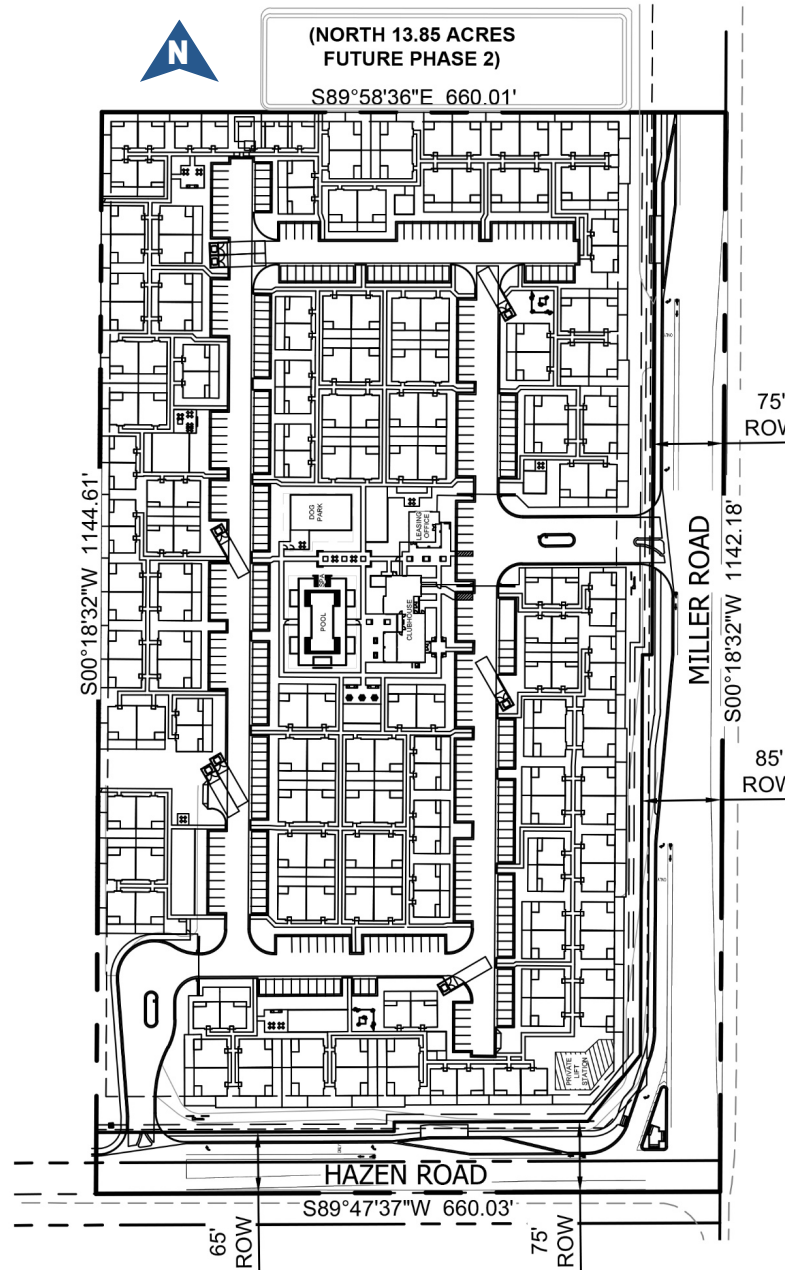 N
(NORTH 13.85 ACRES
FUTURE PHASE 2)
S89°58'36"E 660.01'
75'
ROW
DOG
PARK
LEASING
OFFICE
SPA
POOL
CLUBHOUSE
S00°18'32"W 1144.61'
MILLER ROAD
S00°18'32"W 1142.18'
85'
ROW
PRIVATE
LIFT
STATION
HAZEN ROAD
S89°47'37"W 660.03'
65'
ROW
75'
ROW